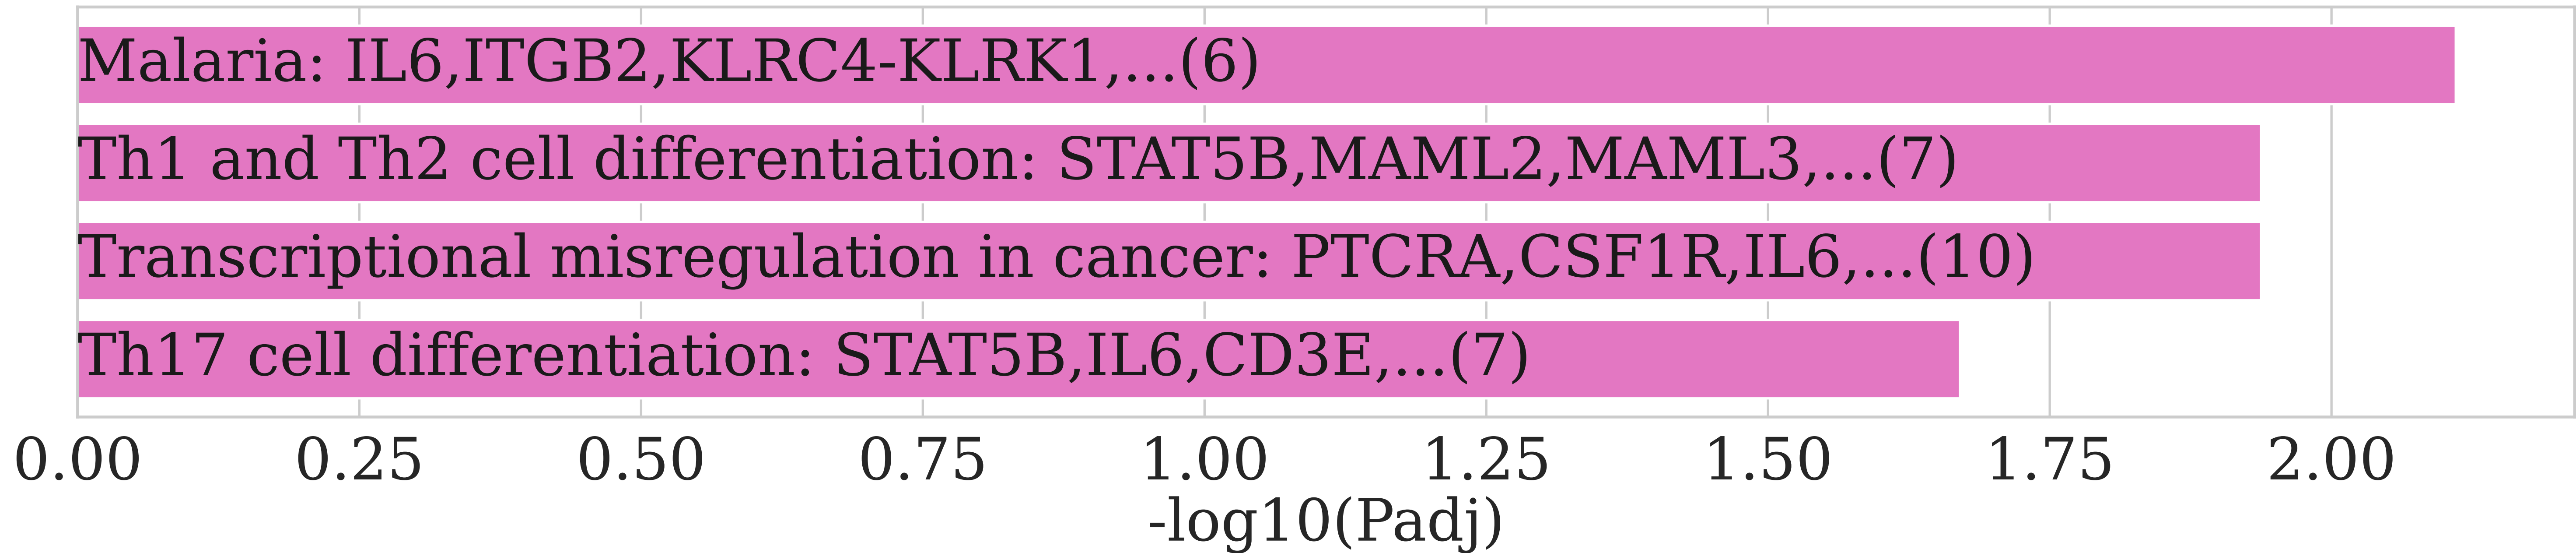 Malaria: IL6,ITGB2,KLRC4-KLRK1,...(6)
Th1 and Th2 cell differentiation: STAT5B,MAML2,MAML3,...(7)
Transcriptional misregulation in cancer: PTCRA,CSF1R,IL6,...(10)
Th17 cell differentiation: STAT5B,IL6,CD3E,...(7)
0.00 0.25 0.50 0.75 1.00 1.25 1.50 1.75 2.00
-log10(Padj)